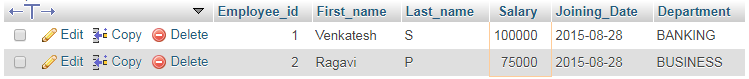 Employee_id First_name Last_name Salary Joining_Date Department
Edit Copy Delete 1 Venkatesh S 100000 2015-08-28 BANKING
Edit Copy Delete 2 Ragavi P 75000 2015-08-28 BUSINESS